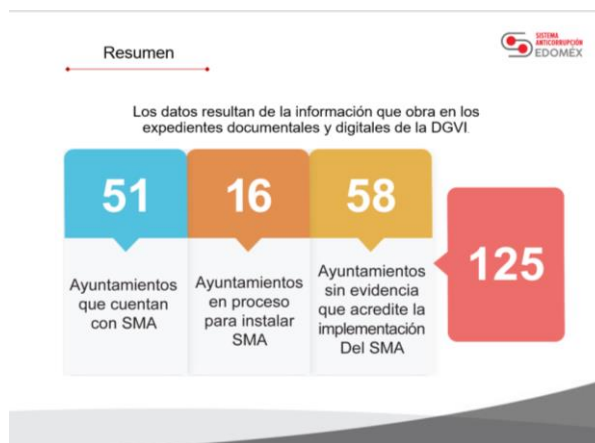 Resumen
SISTEMA
ANTICORRUPCIÓN
EDOMÉX
Los datos resultan de la información que obra en los
expedientes documentales y digitales de la DGVI.
51
Ayuntamientos
que cuentan
con SMA
16
Ayuntamientos
en proceso
para instalar
SMA
58
Ayuntamientos
sin evidencia
que acredite la
implementación
Del SMA
125